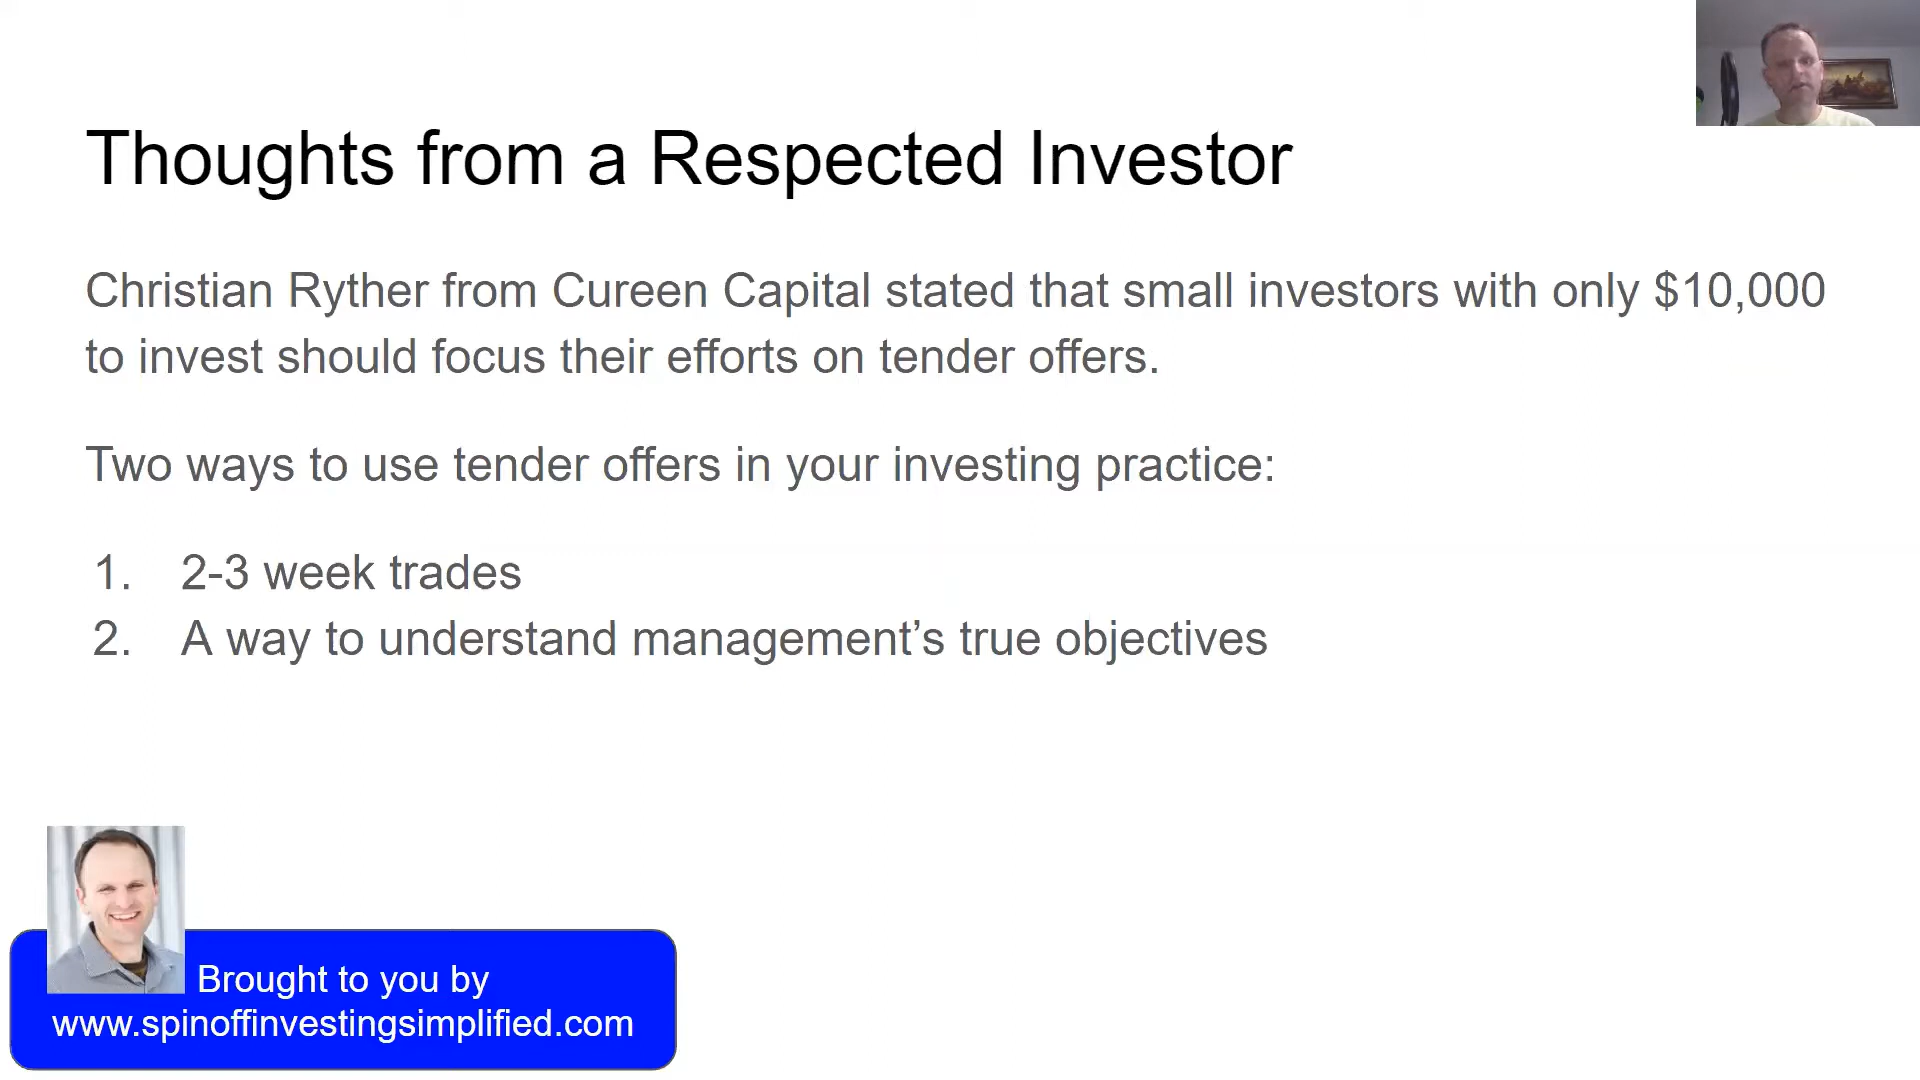 Thoughts from a Respected Investor
Christian Ryther from Cureen Capital stated that small investors with only $10,000
to invest should focus their efforts on tender offers.
Two ways to use tender offers in your investing practice:
1. 2-3 week trades
2. A way to understand management’s true objectives
Brought to you by
www.spinoffinvestingsimplified.com